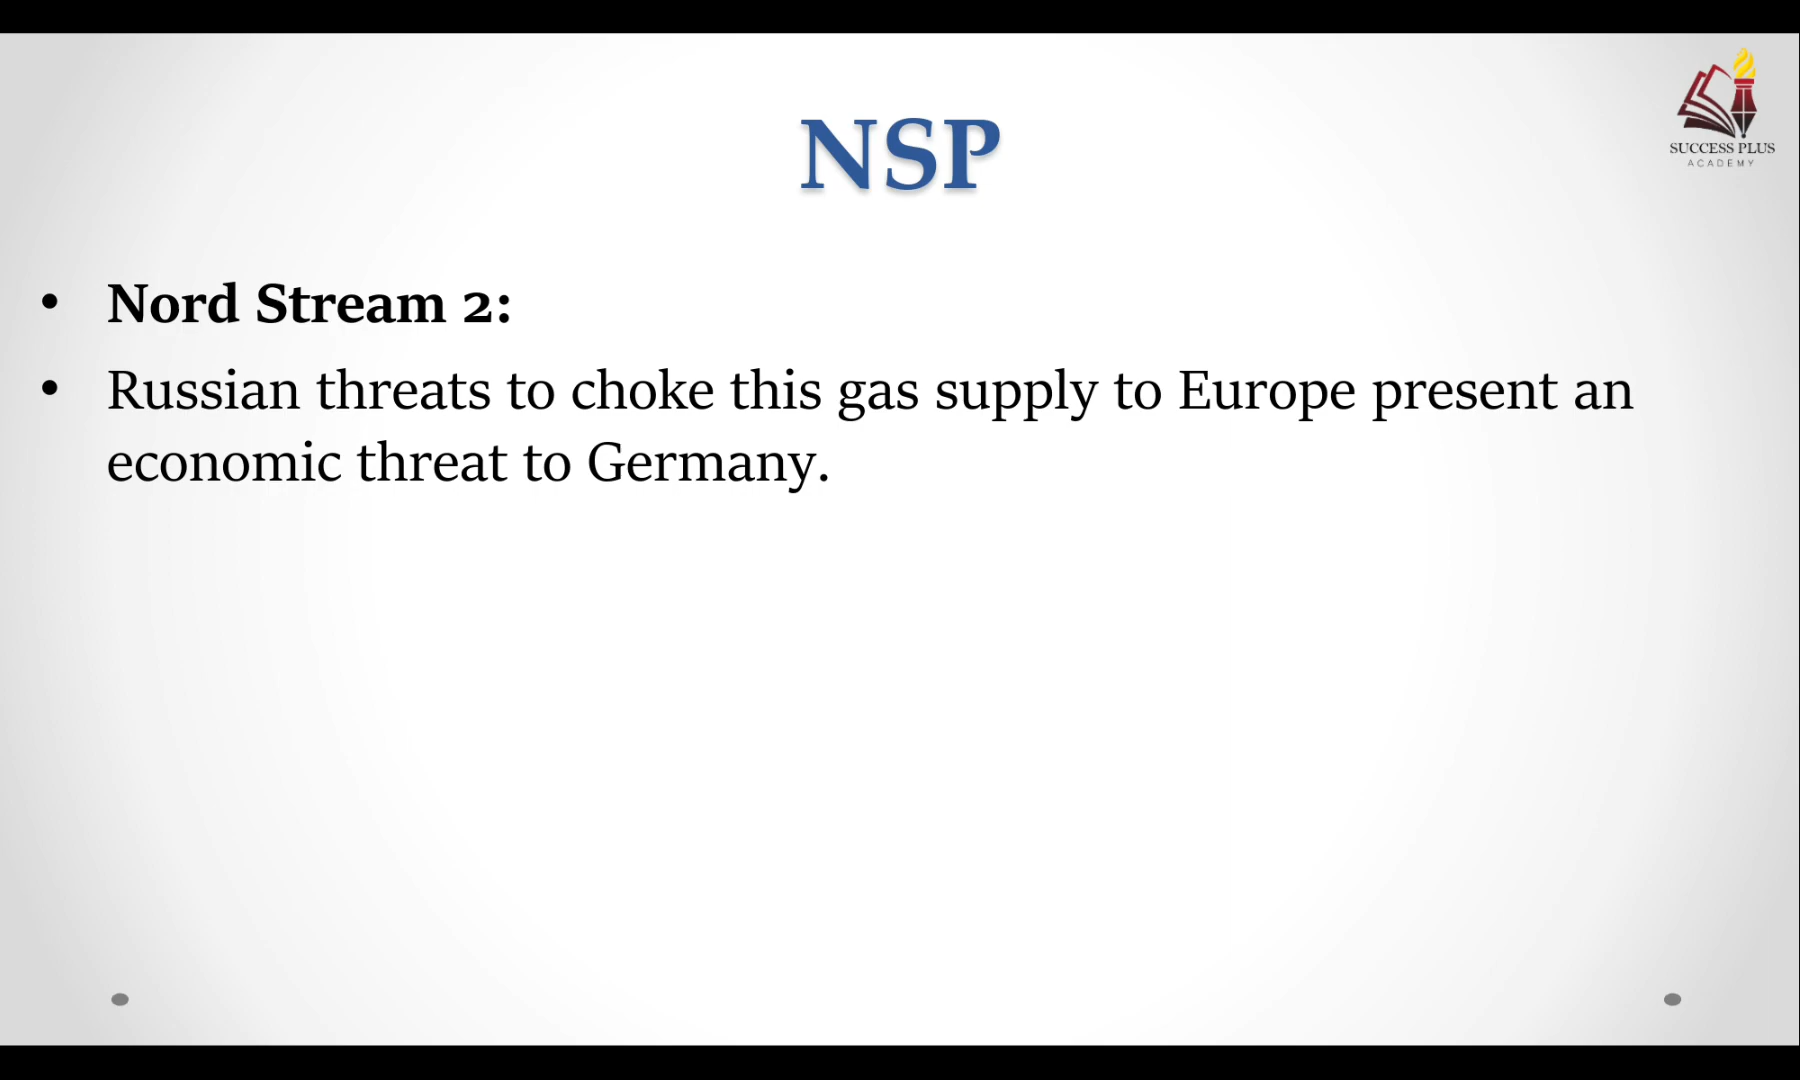 SUCCESS PLUS
ACADEMY
NSP
• Nord Stream 2:
• Russian threats to choke this gas supply to Europe present an
economic threat to Germany.